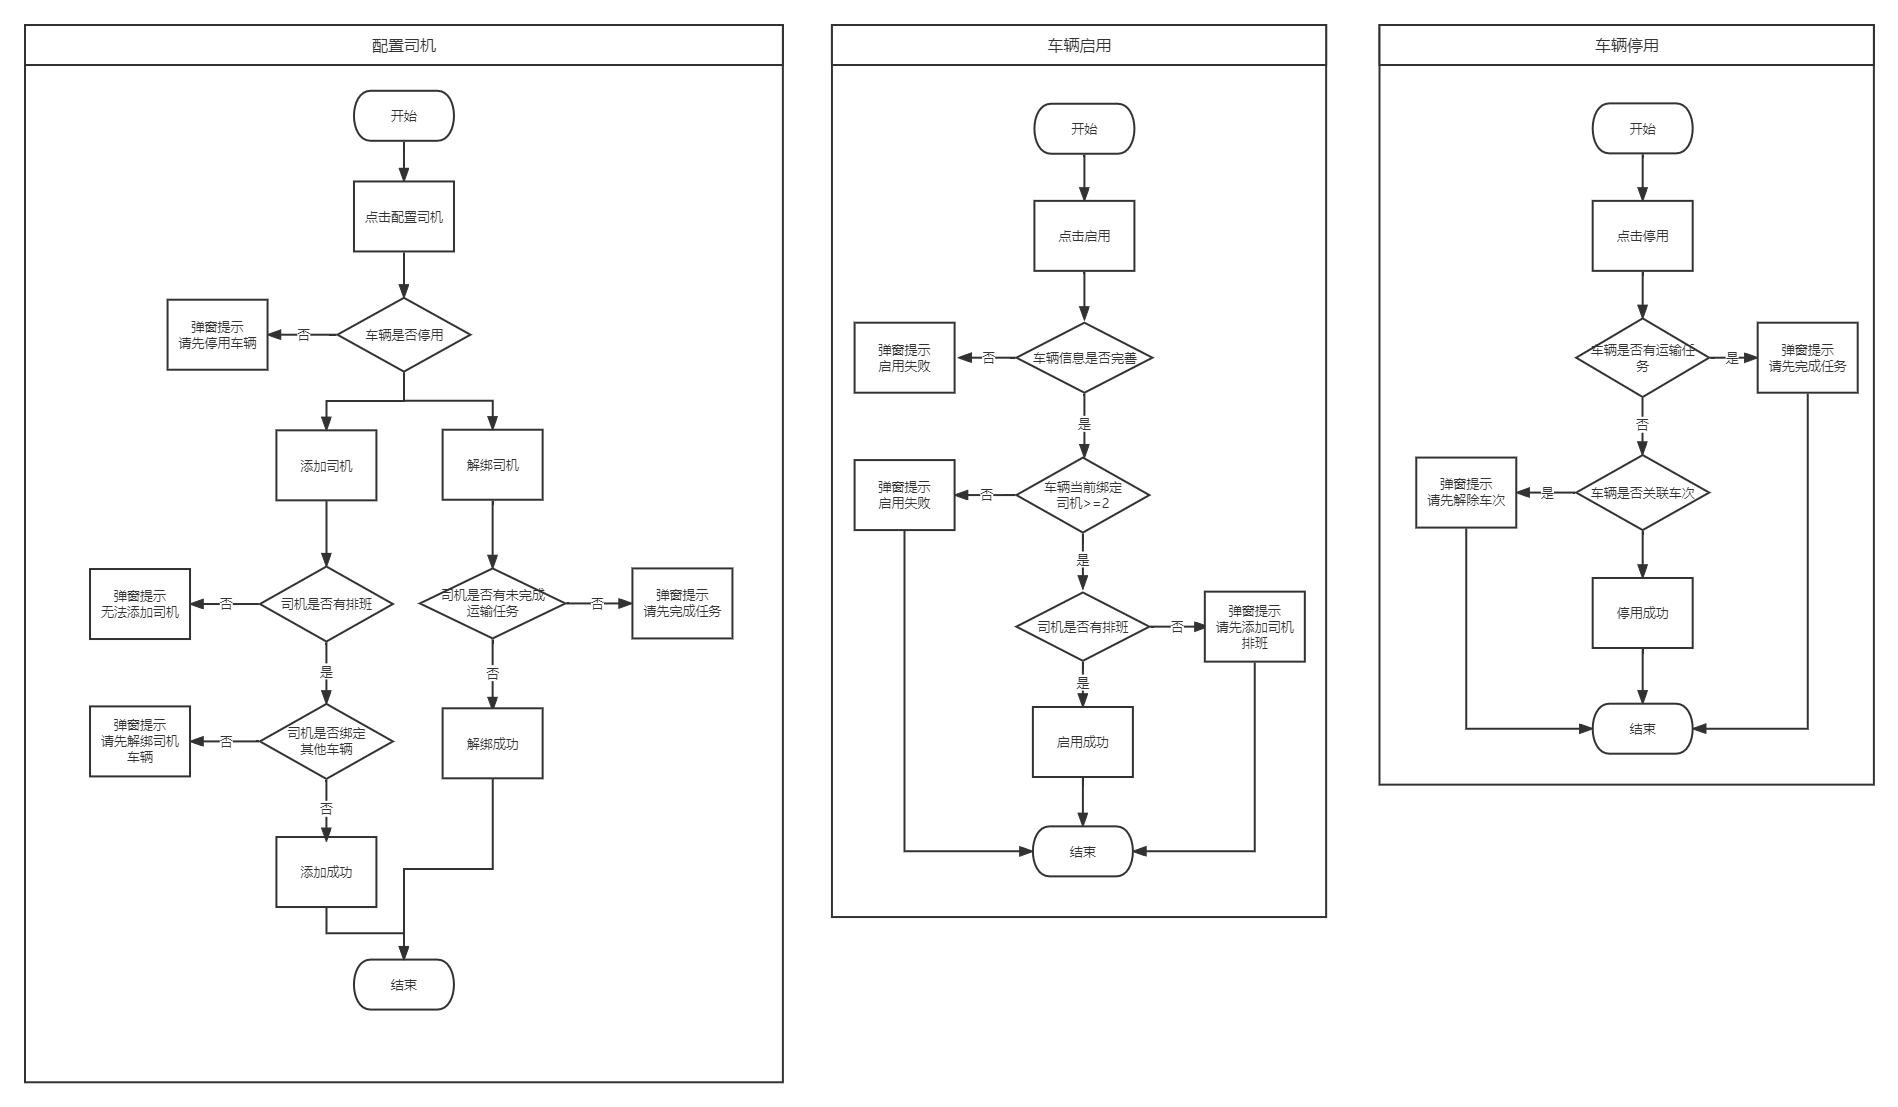 配置司机
开始
点击配置司机
车辆是否停用
否
弹窗提示
请先停用车辆
添加司机
解绑司机
司机是否有排班
否
弹窗提示
无法添加司机
司机是否有未完成
运输任务
否
弹窗提示
请先完成任务
是
否
司机是否绑定
其他车辆
否
弹窗提示
请先解绑司机
车辆
解绑成功
否
添加成功
结束
车辆启用
开始
点击启用
车辆信息是否完善
否
弹窗提示
启用失败
是
车辆当前绑定
司机>=2
否
弹窗提示
启用失败
是
司机是否有排班
否
弹窗提示
请先添加司机
排班
是
启用成功
结束
车辆停用
开始
点击停用
车辆是否有运输任
务
是
弹窗提示
请先完成任务
否
车辆是否关联车次
是
弹窗提示
请先解除车次
停用成功
结束